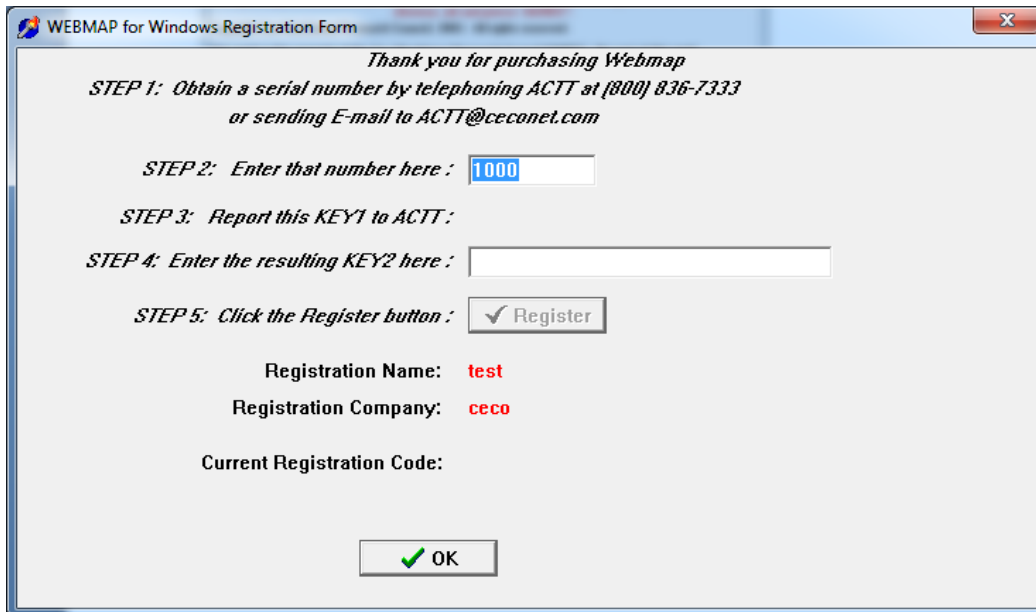 WEBMAP for Windows Registration Form
Thank you for purchasing Webmap
STEP 1: Obtain a serial number by telephoning ACTT at (800) 836-7333
or sending E-mail to ACTT@ceconet.com
STEP 2: Enter that number here : 1000
STEP 3: Report this KEY1 to ACTT :
STEP 4: Enter the resulting KEY2 here :
STEP 5: Click the Register button : Register
Registration Name: test
Registration Company: ceco
Current Registration Code:
OK